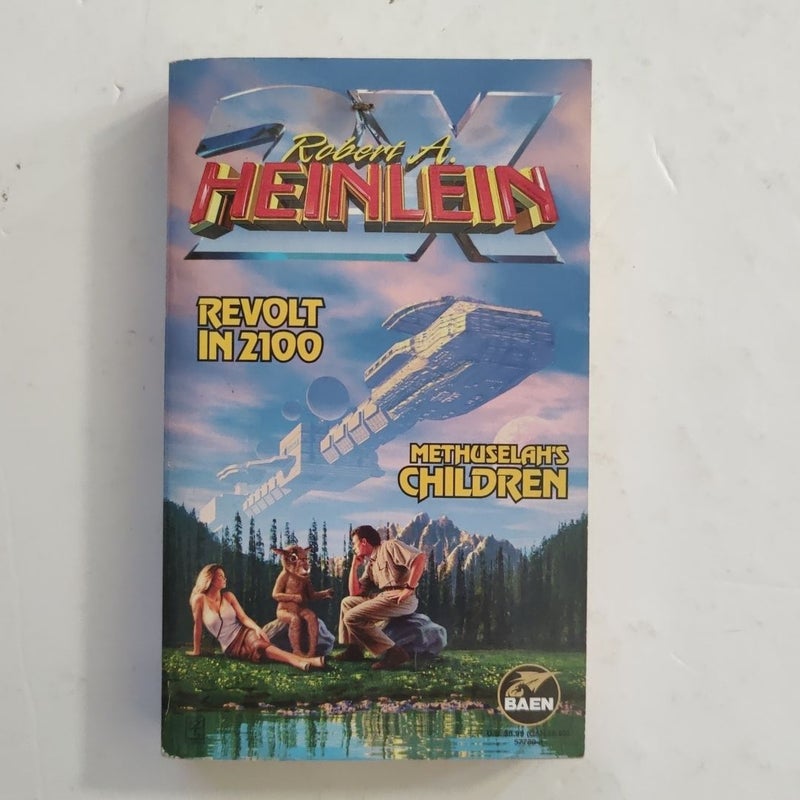 2X
Robert A.
HEINLEIN
REVOLT
IN 2100
METHUSELAH'S
CHILDREN
BAEN